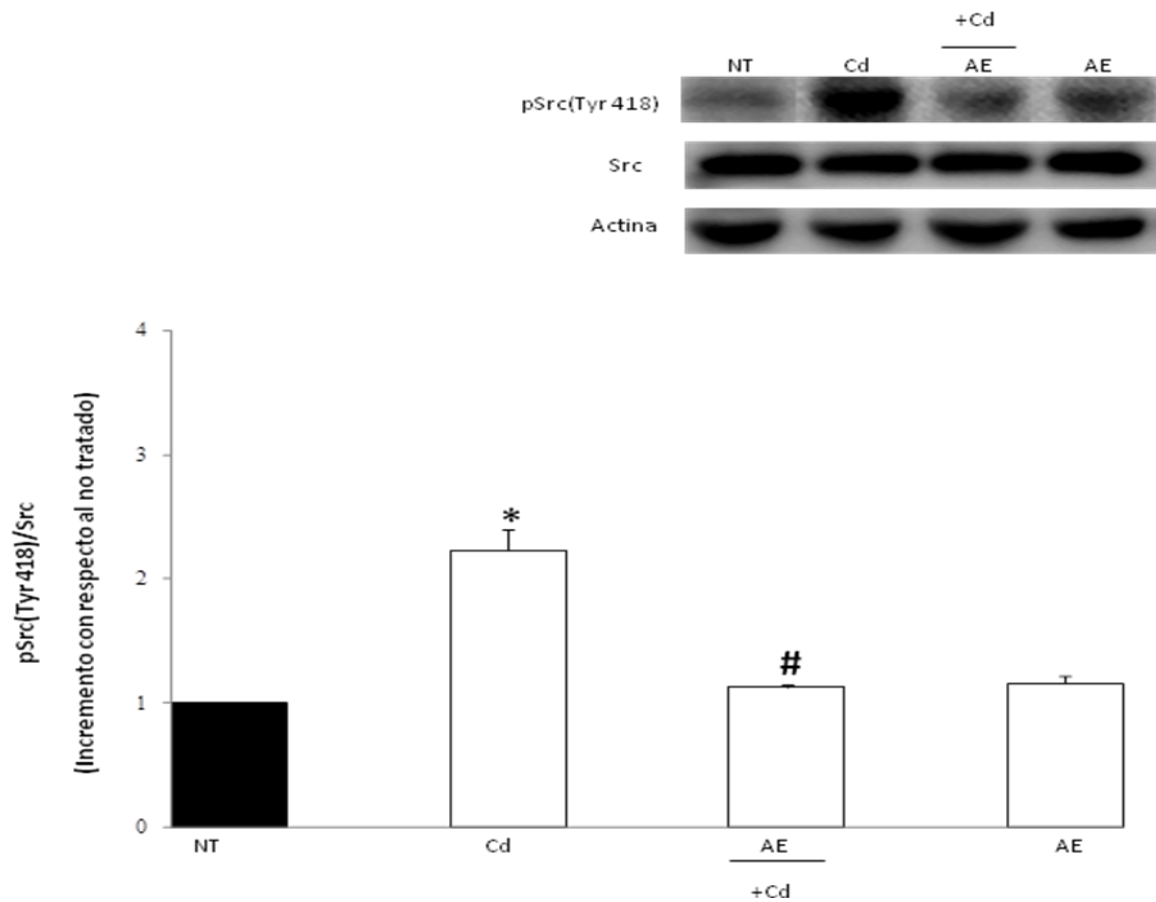 +Cd
NT Cd AE AE
pSrc(Tyr 418)
Src
Actina
4
3
2
1
0
pSrc(Tyr 418)/Src
(Incremento con respecto al no tratado)
*
#
NT Cd AE AE
+Cd